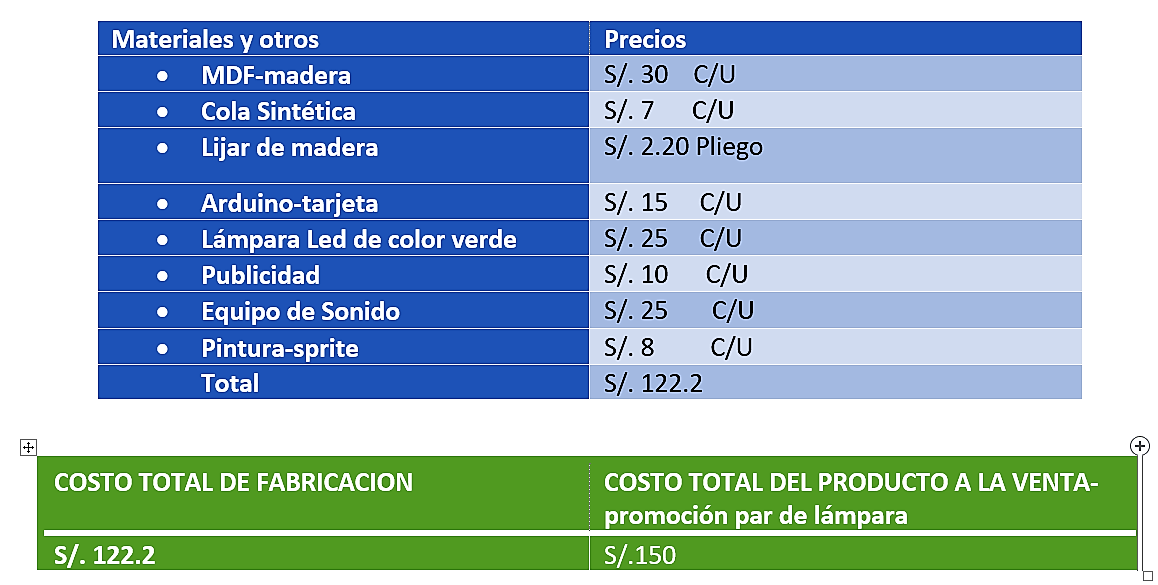 Materiales y otros Precios
• MDF-madera S/. 30 C/U
• Cola Sintética S/. 7 C/U
• Lijar de madera S/. 2.20 Pliego
• Arduino-tarjeta S/. 15 C/U
• Lámpara Led de color verde S/. 25 C/U
• Publicidad S/. 10 C/U
• Equipo de Sonido S/. 25 C/U
• Pintura-sprite S/. 8 C/U
Total S/. 122.2
COSTO TOTAL DE FABRICACION COSTO TOTAL DEL PRODUCTO A LA VENTA-
promoción par de lámpara
S/. 122.2 S/.150